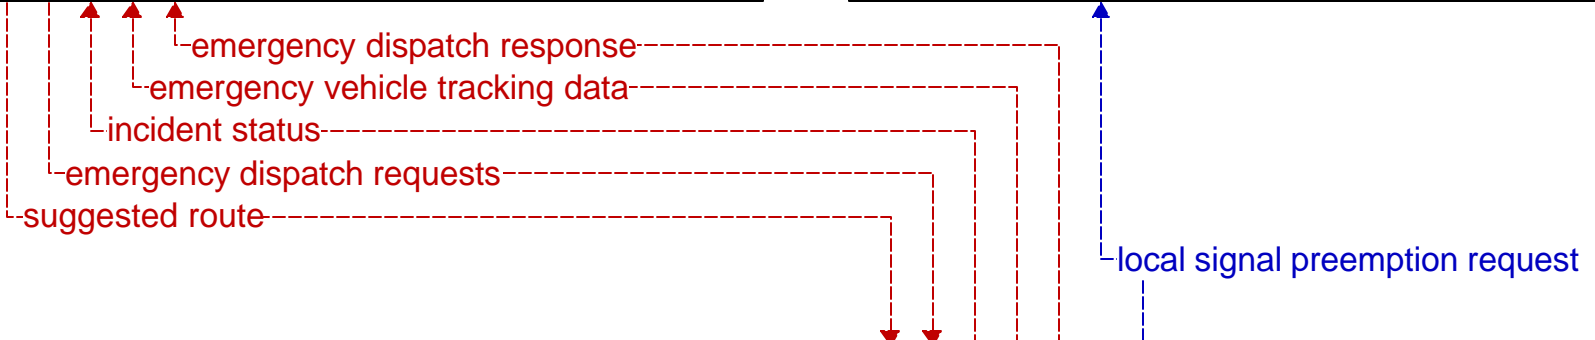 emergency dispatch response
emergency vehicle tracking data
incident status
emergency dispatch requests
suggested route
local signal preemption request